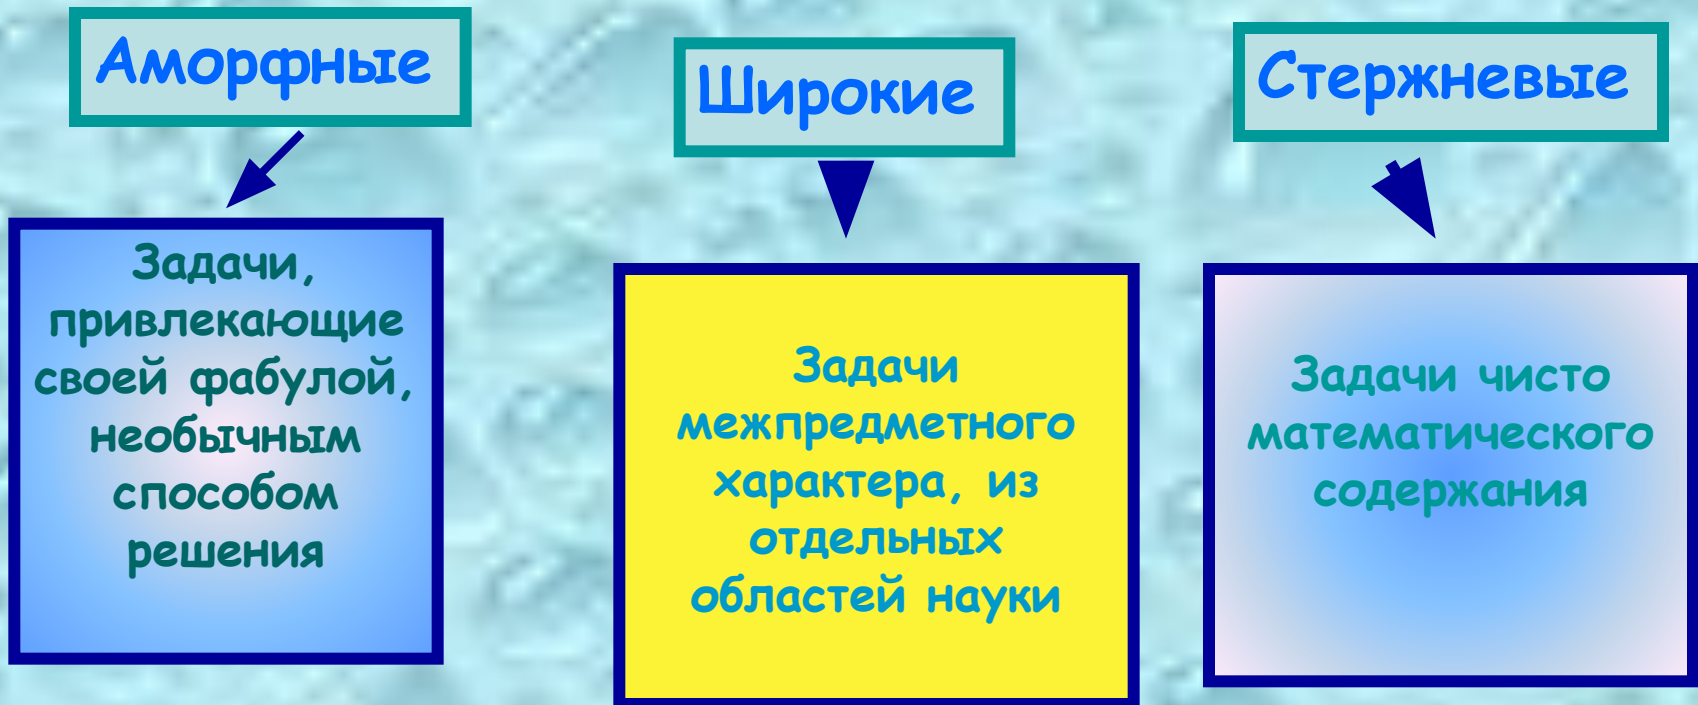 Аморфные
Широкие
Стержневые
Задачи,
привлекающие
своей фабулой,
необычным
способом
решения
Задачи
межпредметного
характера, из
отдельных
областей науки
Задачи чисто
математического
содержания